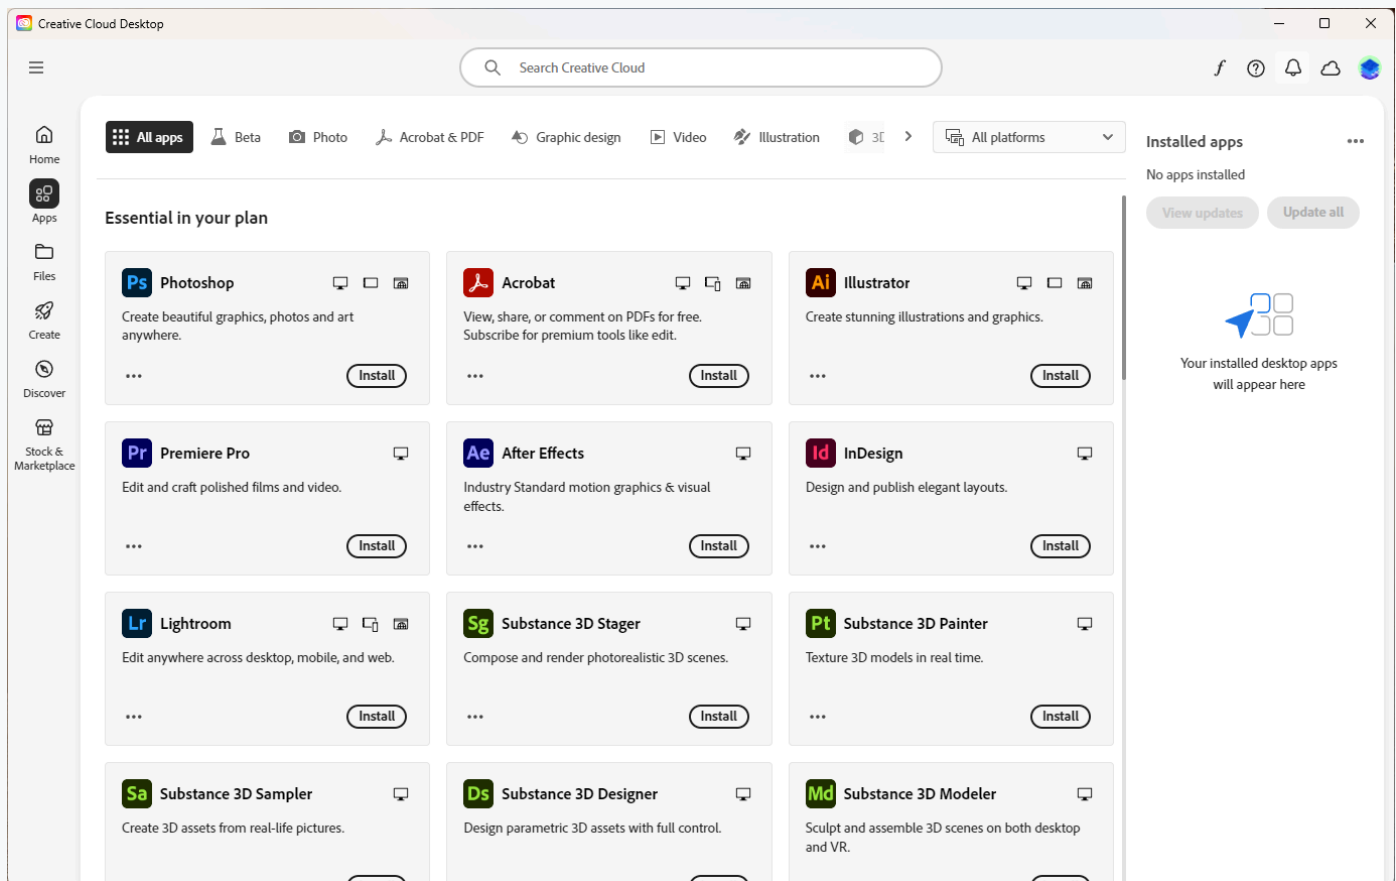 Creative Cloud Desktop
Search Creative Cloud
Home
Apps
Files
Create
Discover
Stock &
Marketplace
All apps
Beta
Photo
Acrobat & PDF
Graphic design
Video
Illustration
3D
All platforms
Essential in your plan
Ps Photoshop
Create beautiful graphics, photos and art
anywhere.
Install
Acrobat
View, share, or comment on PDFs for free.
Subscribe for premium tools like edit.
Install
Ai Illustrator
Create stunning illustrations and graphics.
Install
Pr Premiere Pro
Edit and craft polished films and video.
Install
Ae After Effects
Industry Standard motion graphics & visual
effects.
Install
Id InDesign
Design and publish elegant layouts.
Install
Lr Lightroom
Edit anywhere across desktop, mobile, and web.
Install
Sg Substance 3D Stager
Compose and render photorealistic 3D scenes.
Install
Pt Substance 3D Painter
Texture 3D models in real time.
Install
Sa Substance 3D Sampler
Create 3D assets from real-life pictures.
Ds Substance 3D Designer
Design parametric 3D assets with full control.
Md Substance 3D Modeler
Sculpt and assemble 3D scenes on both desktop
and VR.
Installed apps
No apps installed
View updates
Update all
Your installed desktop apps
will appear here